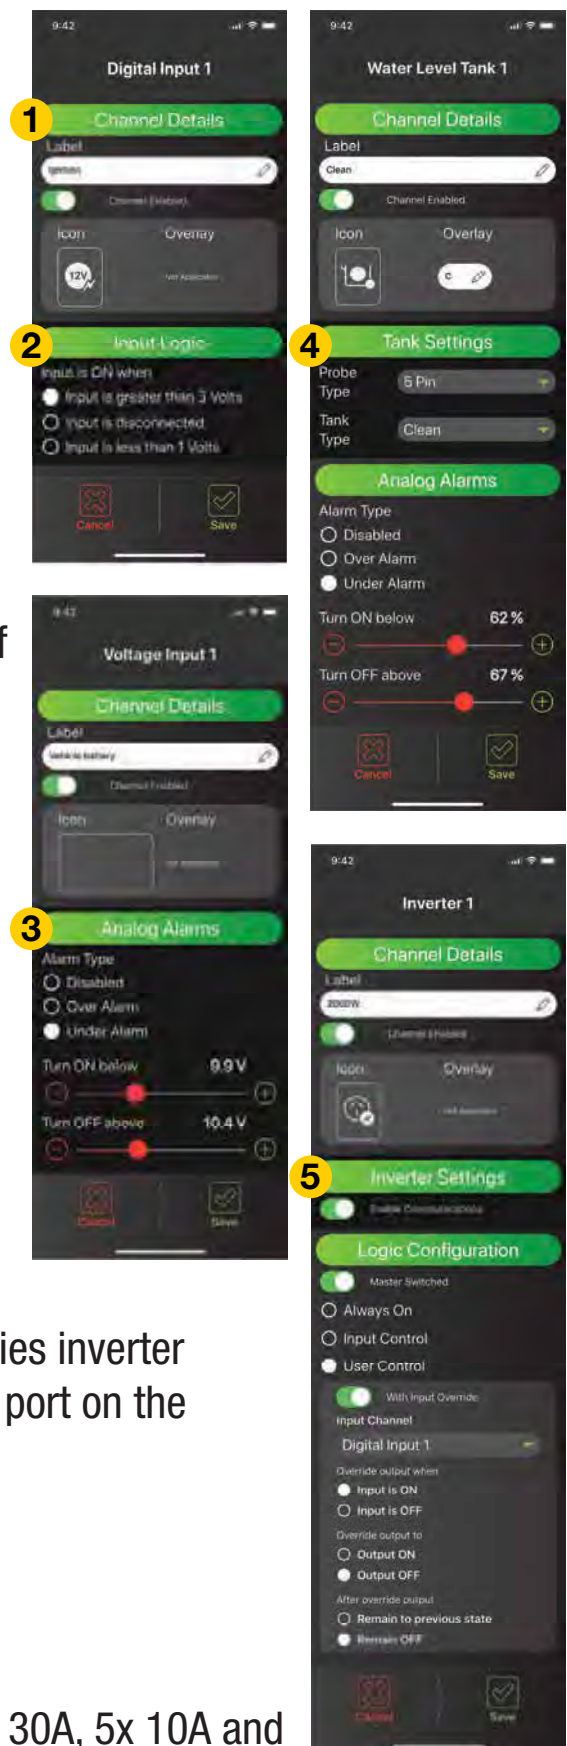 9:42
Digital Input 1
1
Channel Details
Label
Ignition
Channel Enabled
Icon
Overlay
12V
Not Applicable
2
Input Logic
Input is ON when
Input is greater than 3 Volts
Input is disconnected
Input is less than 1 Volts
Cancel
Save
9:42
Water Level Tank 1
Channel Details
Label
Clean
Channel Enabled
Icon
Overlay
C
4
Tank Settings
Probe Type
5 Pin
Tank Type
Clean
Analog Alarms
Alarm Type
Disabled
Over Alarm
Under Alarm
Turn ON below
62 %
Turn OFF above
67 %
Cancel
Save
f
9:42
Voltage Input 1
Channel Details
Label
Vehicle battery
Channel Enabled
Icon
Overlay
Not Applicable
3
Analog Alarms
Alarm Type
Disabled
Over Alarm
Under Alarm
Turn ON below
9.9 V
Turn OFF above
10.4 V
Cancel
Save
9:42
Inverter 1
Channel Details
Label
2000W
Channel Enabled
Icon
Overlay
Not Applicable
5
Inverter Settings
Enable Communications
Logic Configuration
Master Switched
Always On
Input Control
User Control
With Input Override
Input Channel
Digital Input 1
Override output when
Input is ON
Input is OFF
Override output to
Output ON
Output OFF
After override output
Remain to previous state
Remain OFF
Cancel
Save
ies inverter
port on the
30A, 5x 10A and